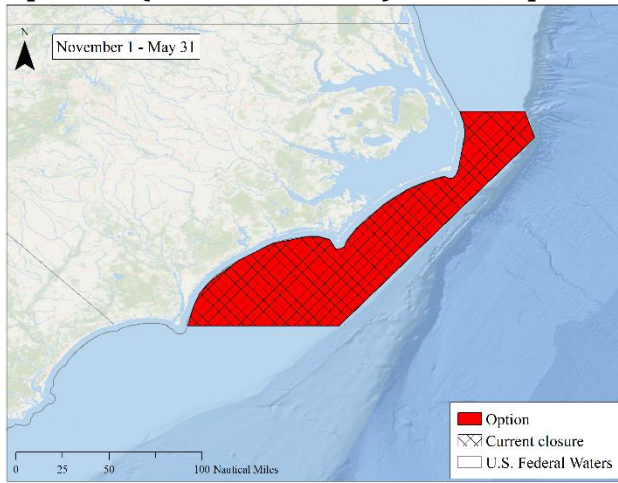 N
November 1 - May 31
Option
Current closure
U.S. Federal Waters
0 25 50 100 Nautical Miles